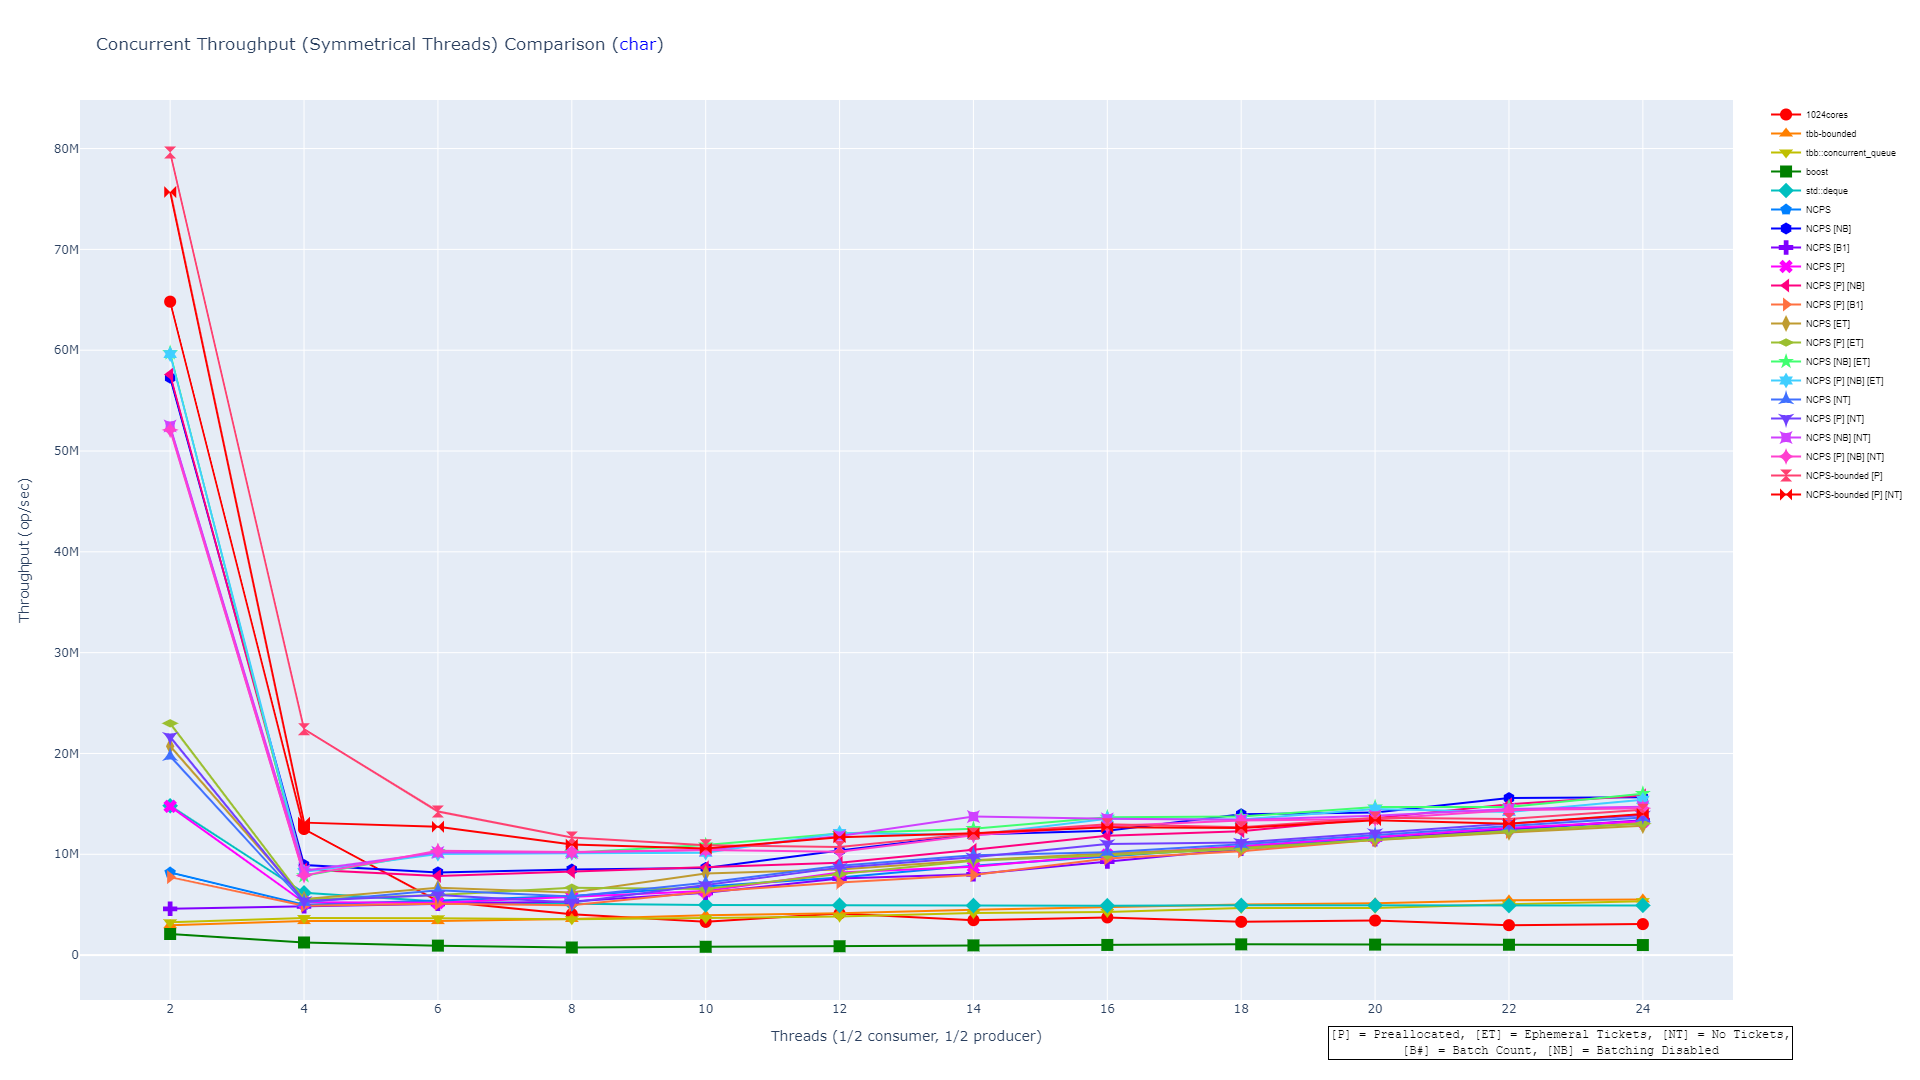 Concurrent Throughput (Symmetrical Threads) Comparison (char)
Throughput (op/sec)
80M
70M
60M
50M
40M
30M
20M
10M
0
2 4 6 8 10 12 14 16 18 20 22 24
Threads (1/2 consumer, 1/2 producer)
1024cores
tbb-bounded
tbb::concurrent_queue
boost
std::deque
NCPS
NCPS [NB]
NCPS [B1]
NCPS [P]
NCPS [P] [NB]
NCPS [P] [B1]
NCPS [ET]
NCPS [P] [ET]
NCPS [NB] [ET]
NCPS [P] [NB] [ET]
NCPS [NT]
NCPS [P] [NT]
NCPS [NB] [NT]
NCPS [P] [NB] [NT]
NCPS-bounded [P]
NCPS-bounded [P] [NT]
[P] = Preallocated, [ET] = Ephemeral Tickets, [NT] = No Tickets,
[B#] = Batch Count, [NB] = Batching Disabled